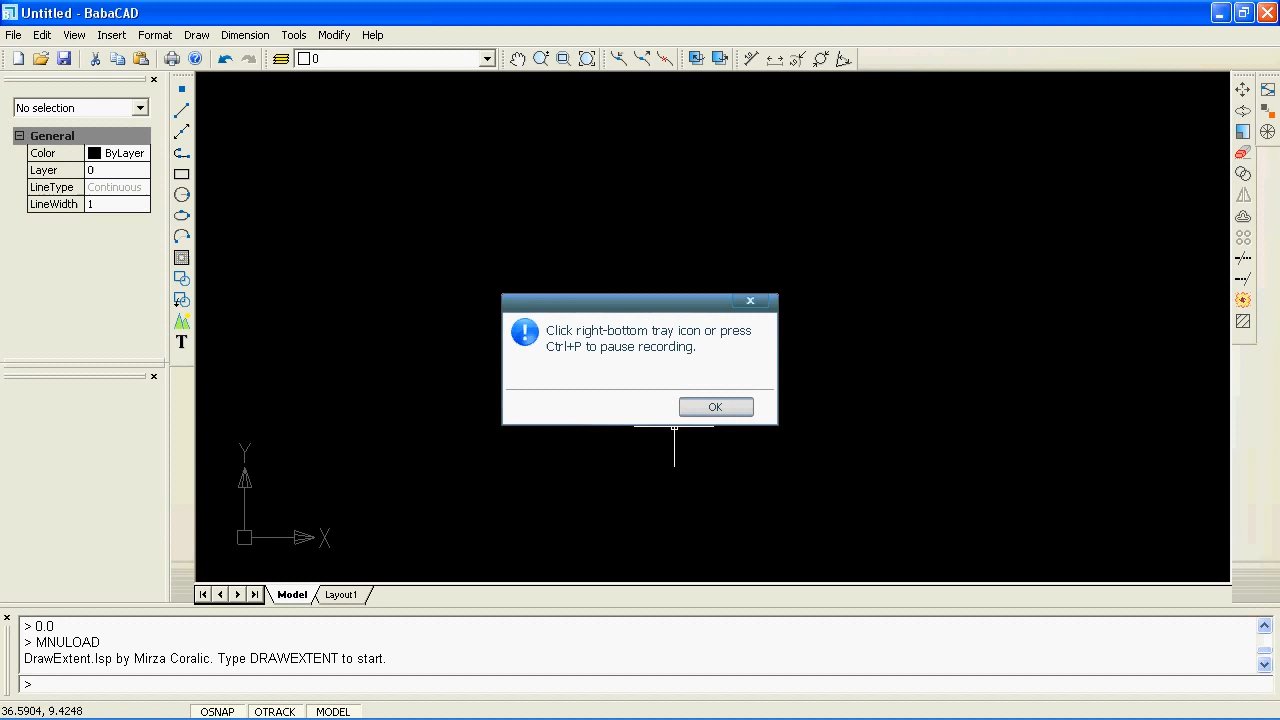 Untitled - BabaCAD
File Edit View Insert Format Draw Dimension Tools Modify Help
0
No selection
General
Color ByLayer
Layer 0
LineType Continuous
LineWidth 1
T
Click right-bottom tray icon or press
Ctrl+P to pause recording.
OK
Y
X
Model Layout1
> 0.0
> MNULOAD
DrawExtent.lsp by Mirza Coralic. Type DRAWEXTENT to start.
>
36.5904, 9.4248 OSNAP OTRACK MODEL